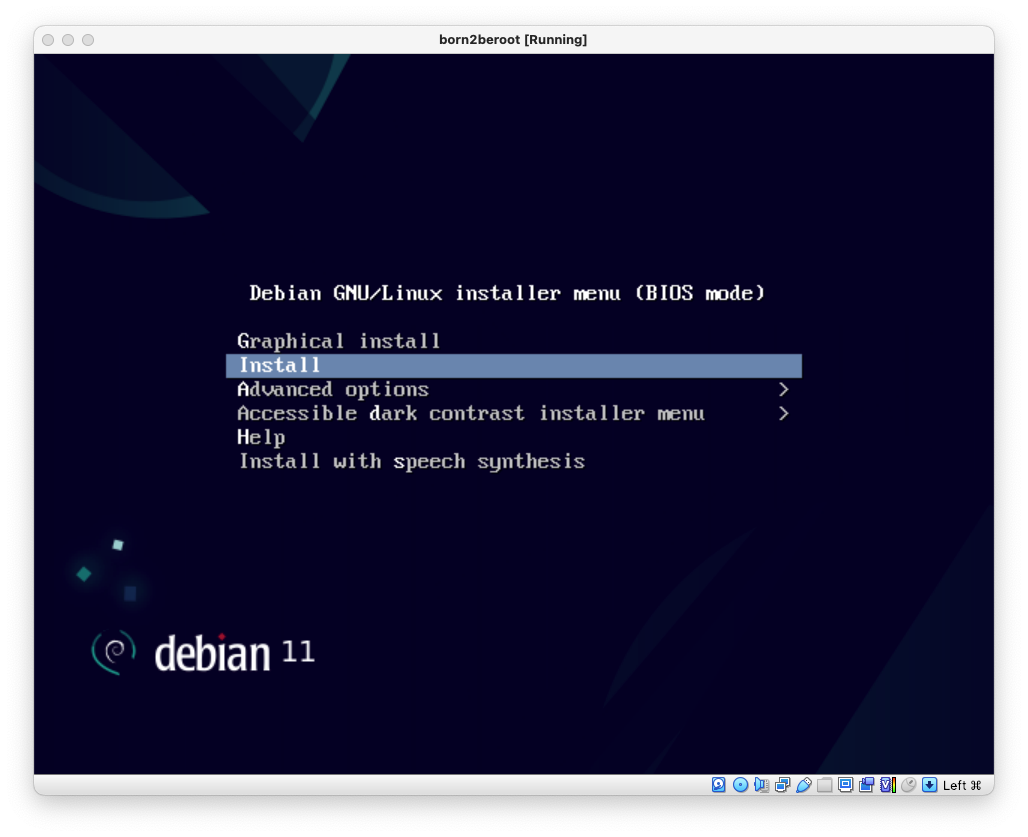 born2beroot [Running]
Debian GNU/Linux installer menu (BIOS mode)
Graphical install
Install
Advanced options >
Accessible dark contrast installer menu >
Help
Install with speech synthesis
debian 11
Left ⌘